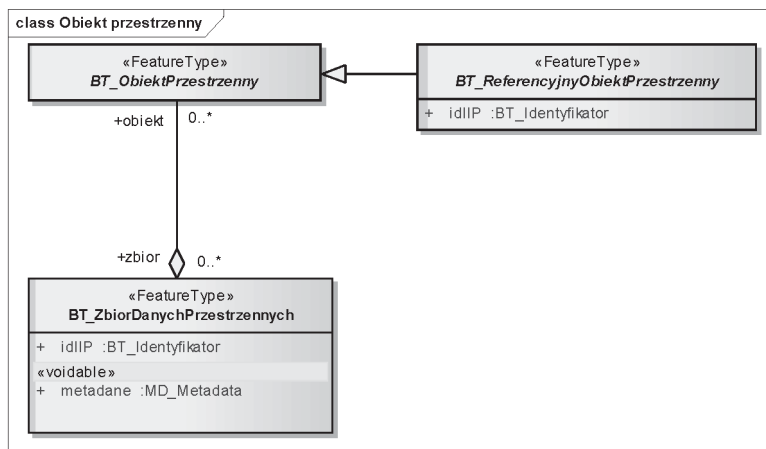 class Obiekt przestrzenny
«FeatureType»
BT_ObiektPrzestrzenny
«FeatureType»
BT_ReferencyjnyObiektPrzestrzenny
+ idIIP :BT_Identyfikator
+obiekt 0..*
+zbior 0..*
«FeatureType»
BT_ZbiorDanychPrzestrzennych
+ idIIP :BT_Identyfikator
«voidable»
+ metadane :MD_Metadata